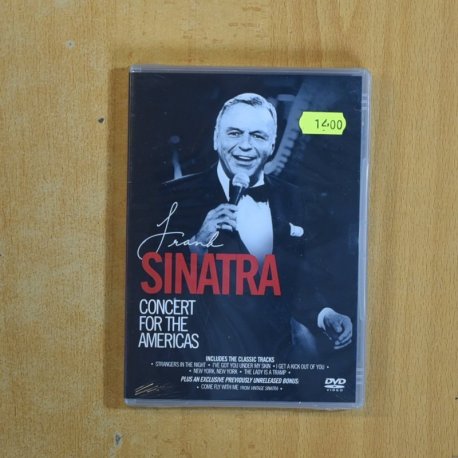 14.00
Frank
SINATRA
CONCERT
FOR THE
AMERICAS
INCLUDES THE CLASSIC TRACKS
• STRANGERS IN THE NIGHT • I'VE GOT YOU UNDER MY SKIN • I GET A KICK OUT OF YOU •
• NEW YORK, NEW YORK • THE LADY IS A TRAMP •
PLUS AN EXCLUSIVE PREVIOUSLY UNRELEASED BONUS:
• COME FLY WITH ME FROM VINTAGE SINATRA •
DVD
VIDEO